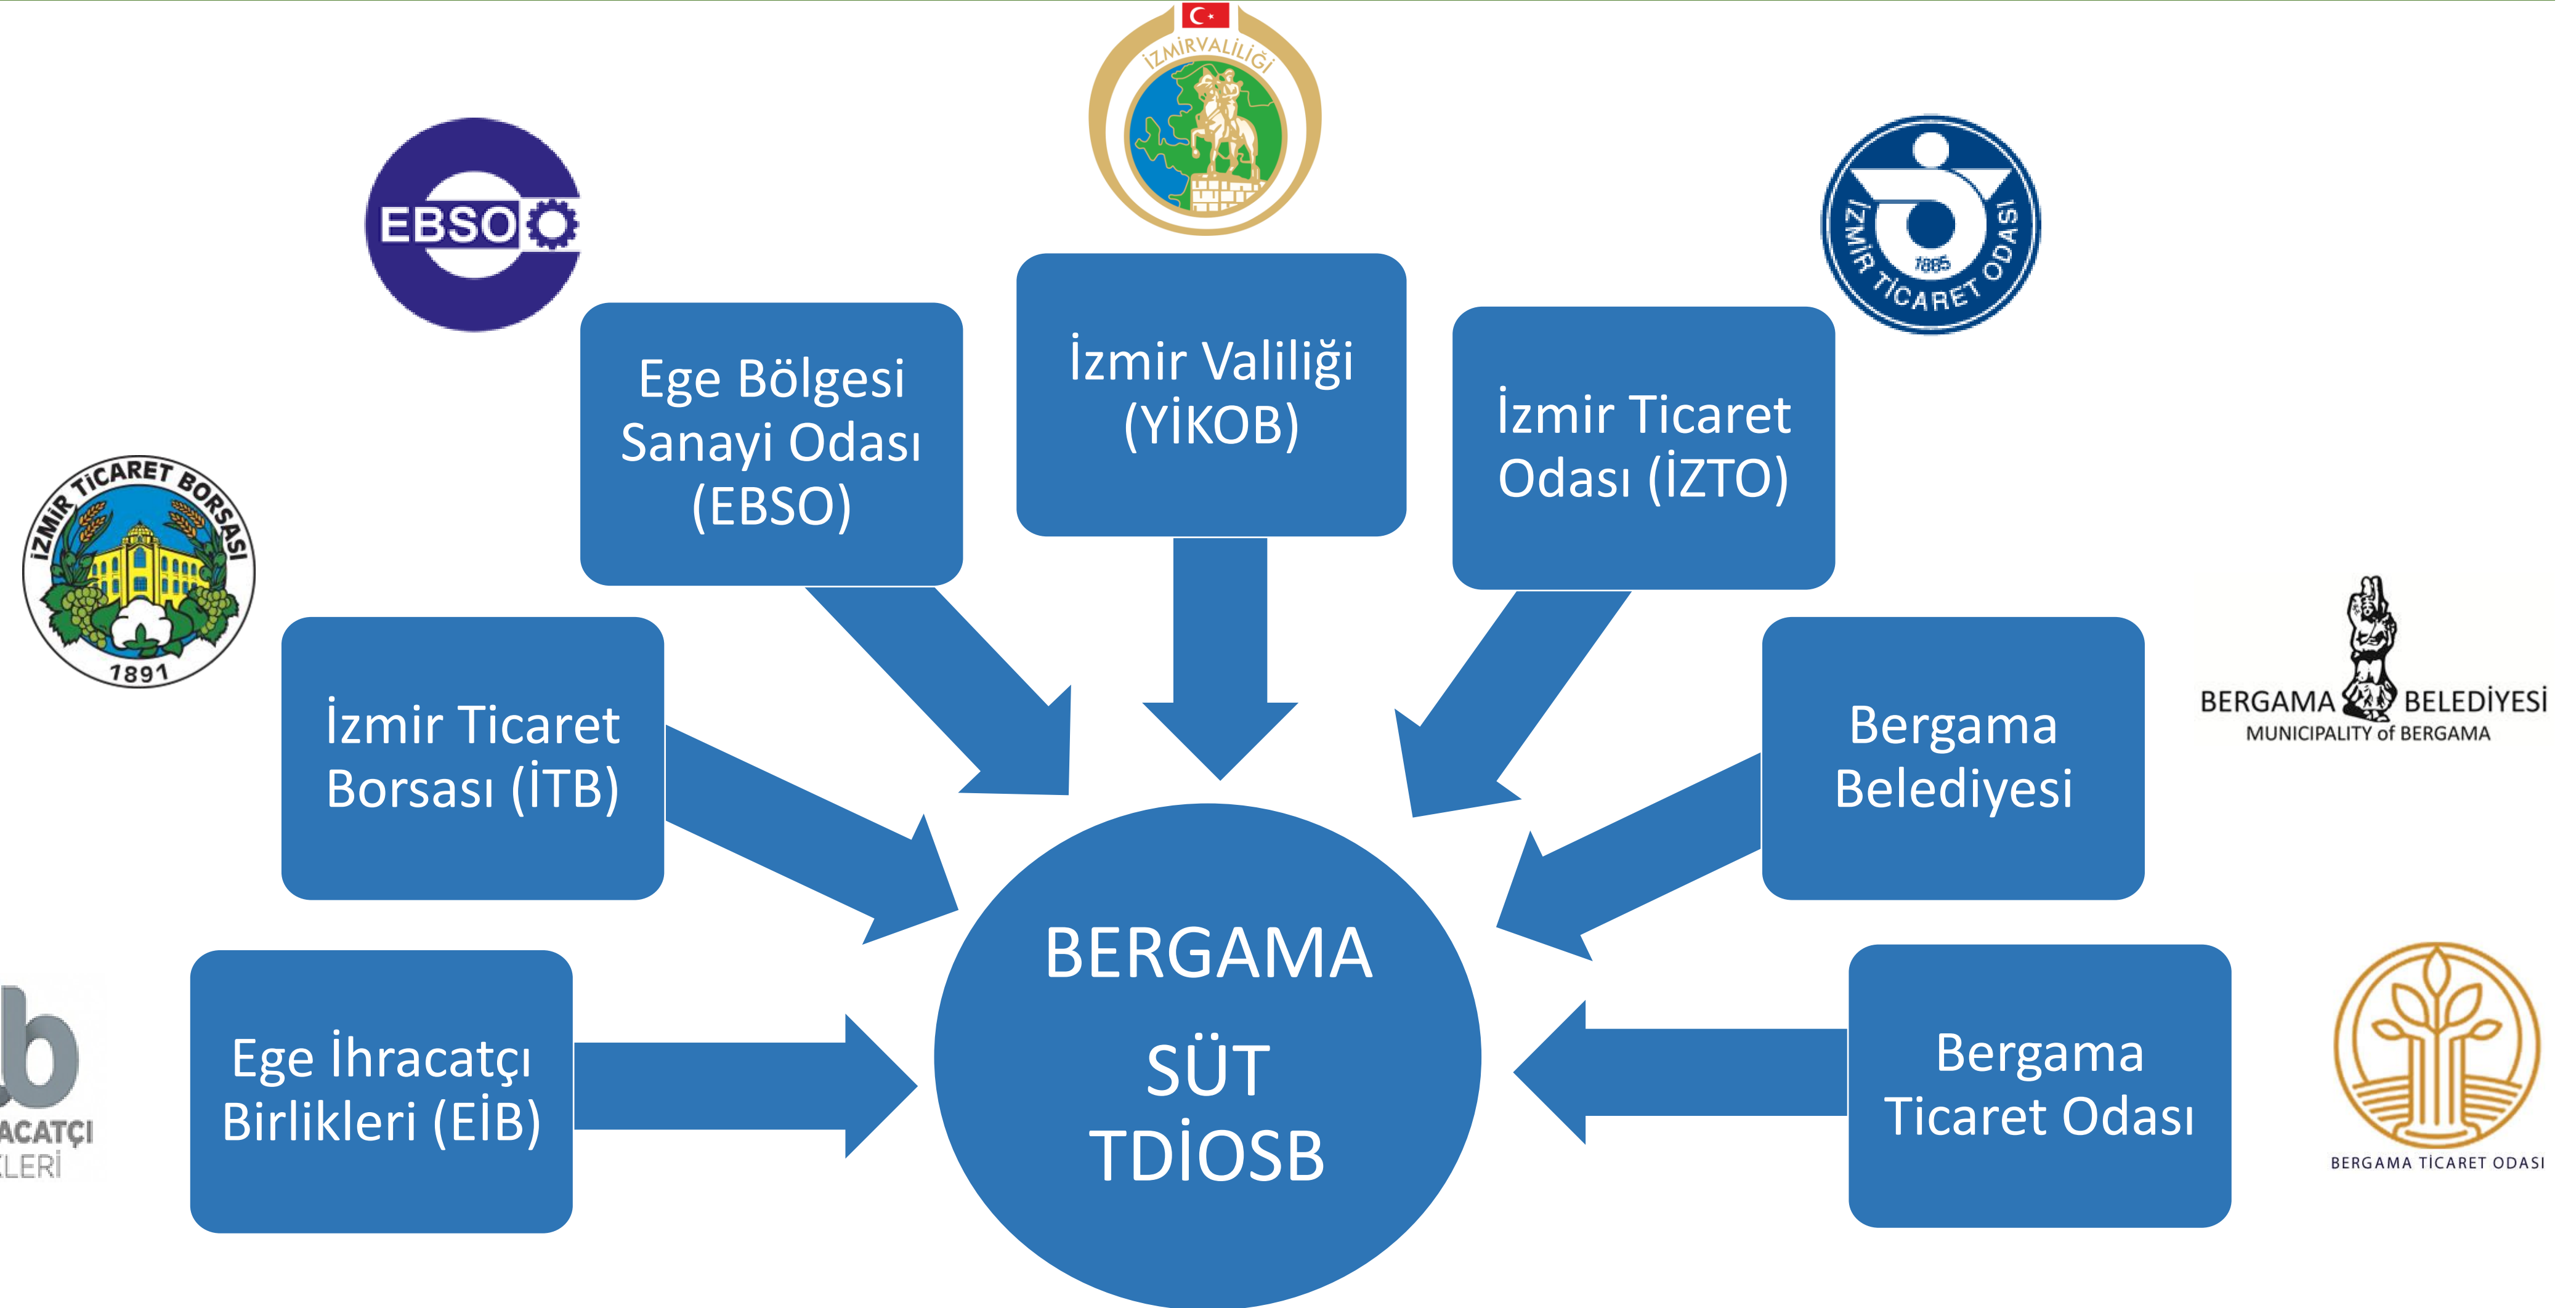 İZMİRVALİLİĞİ
EBSO
İZMİR TİCARET ODASI
1885
İzmir Valiliği
(YİKOB)
Ege Bölgesi
Sanayi Odası
(EBSO)
İzmir Ticaret
Odası (İZTO)
İZMİR TİCARET BORSASI
1891
İzmir Ticaret
Borsası (İTB)
Bergama
Belediyesi
BERGAMA BELEDİYESİ
MUNICIPALITY of BERGAMA
BERGAMA
SÜT
TDİOSB
Ege İhracatçı
Birlikleri (EİB)
Bergama
Ticaret Odası
BERGAMA TİCARET ODASI